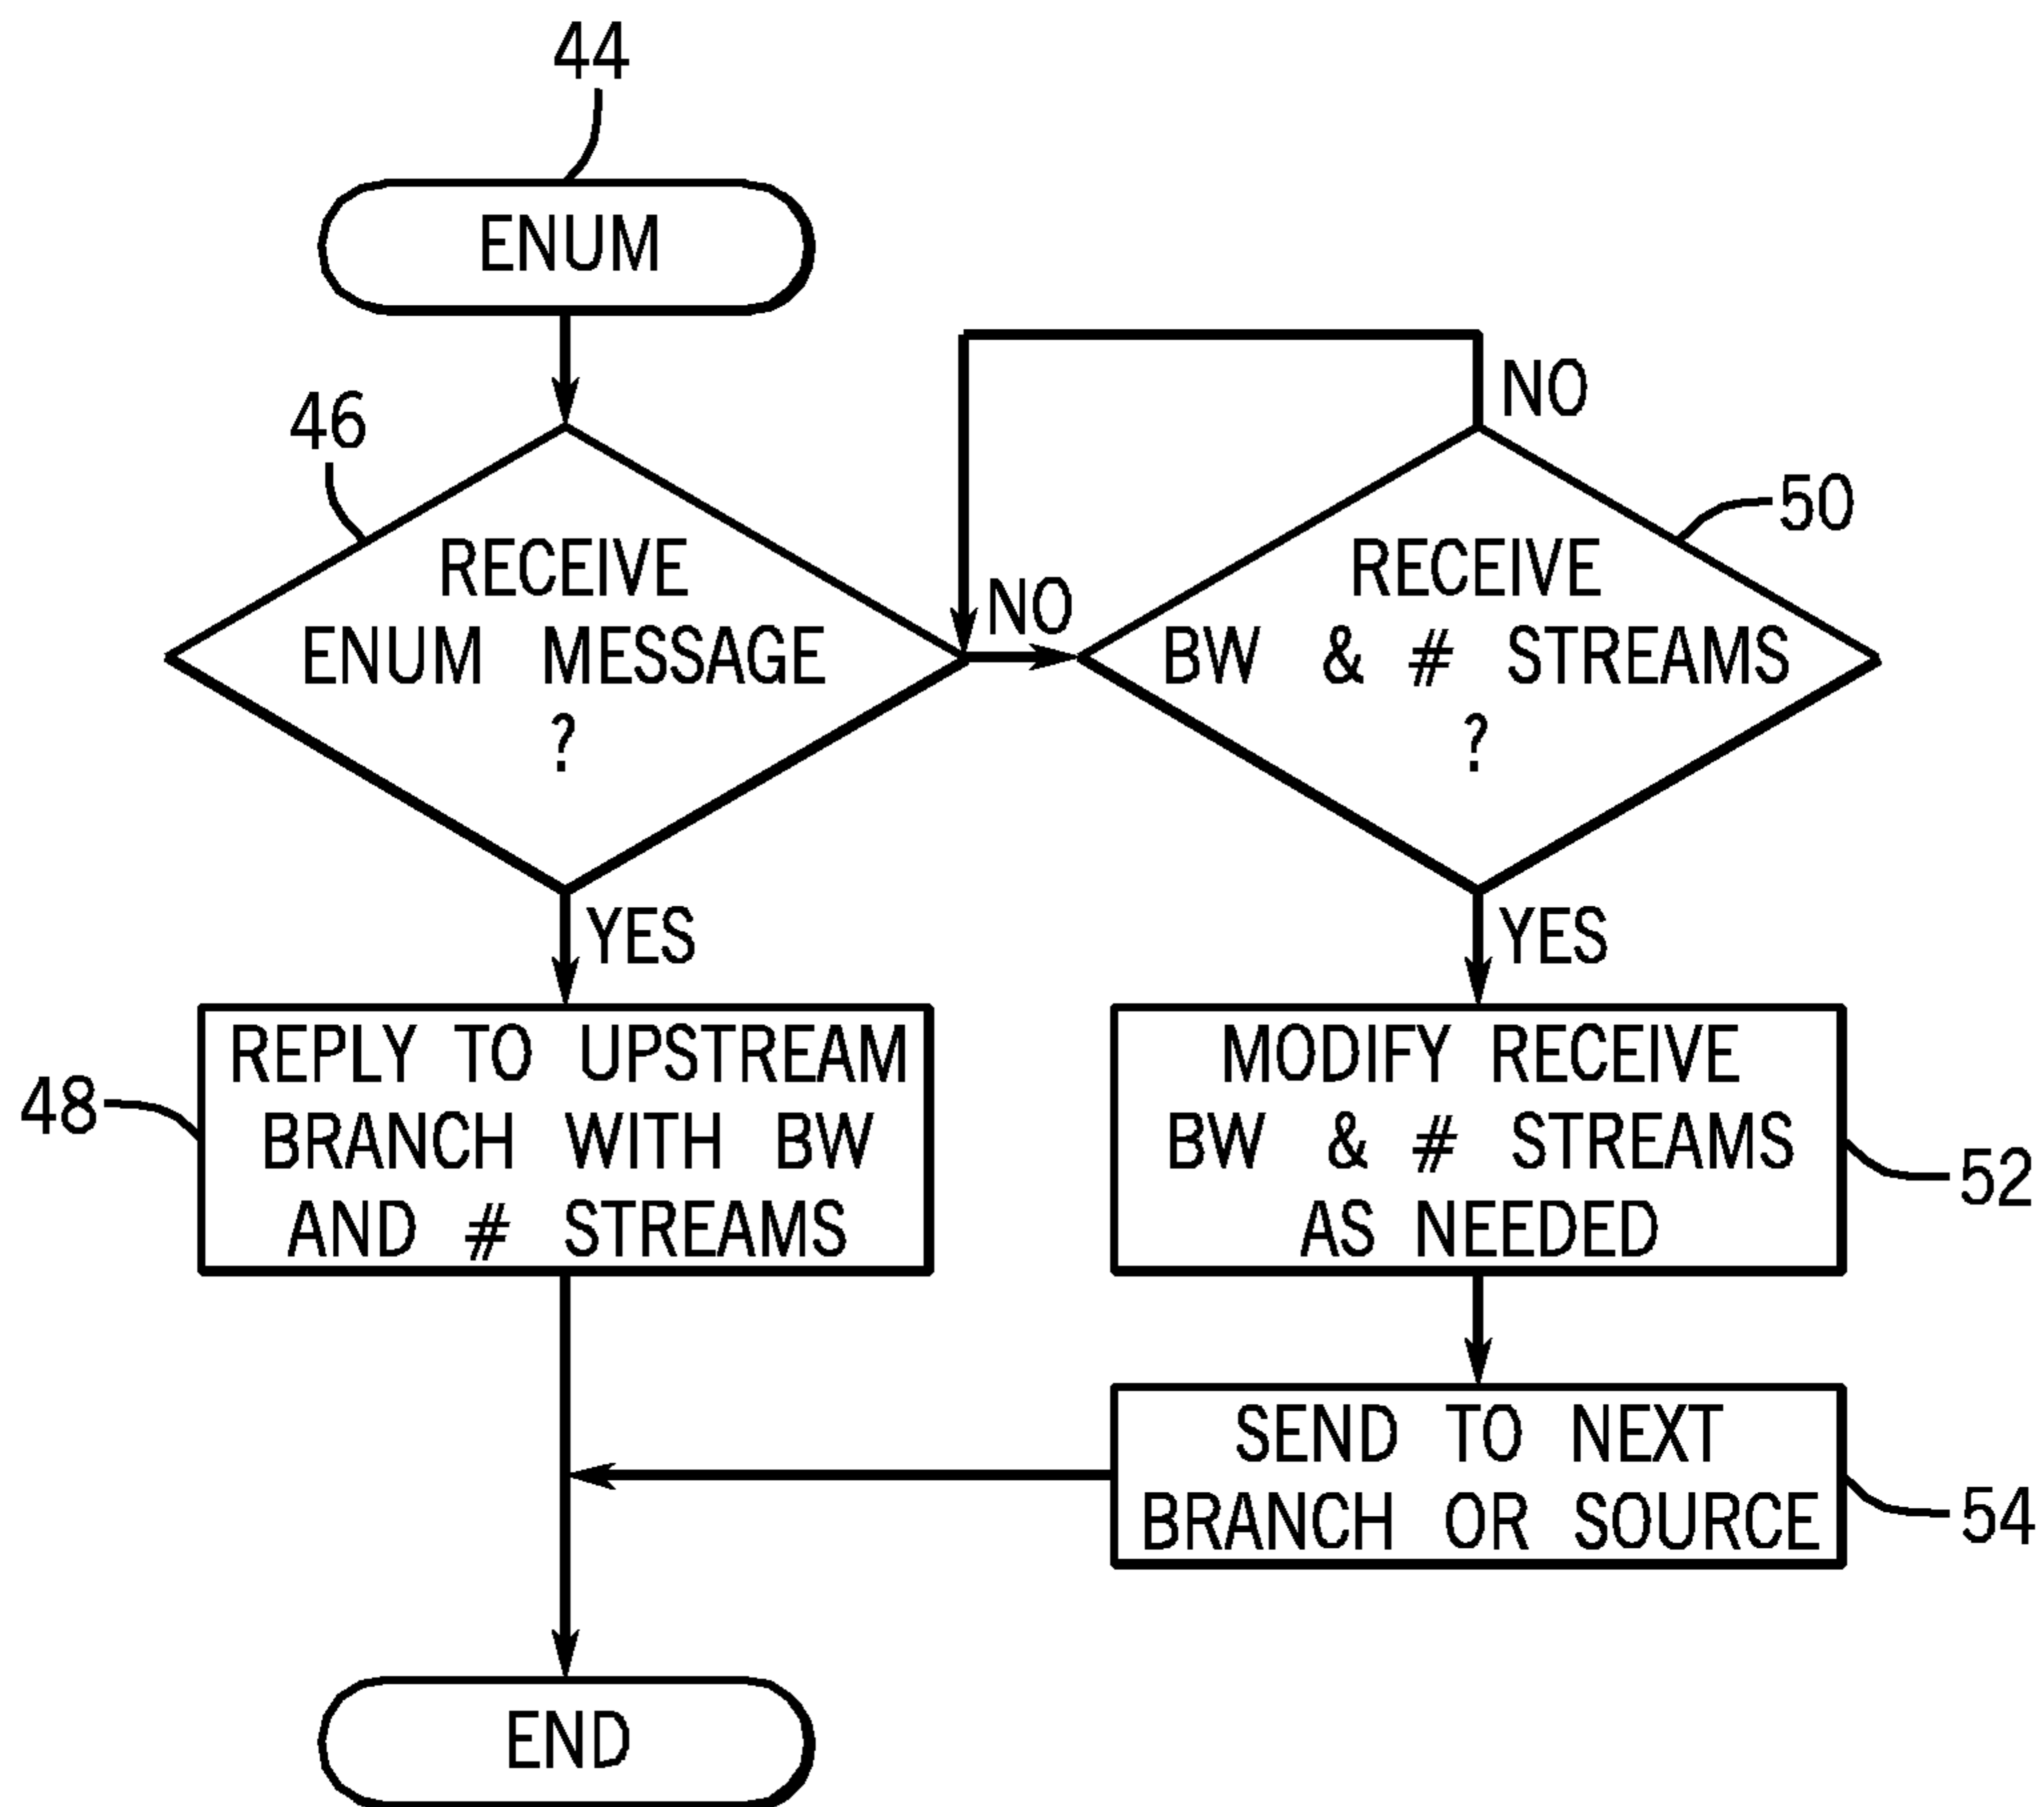 44
ENUM
46
RECEIVE
ENUM MESSAGE
?
NO
YES
NO
50
RECEIVE
BW & # STREAMS
?
YES
48
REPLY TO UPSTREAM
BRANCH WITH BW
AND # STREAMS
MODIFY RECEIVE
BW & # STREAMS
AS NEEDED
52
SEND TO NEXT
BRANCH OR SOURCE
54
END